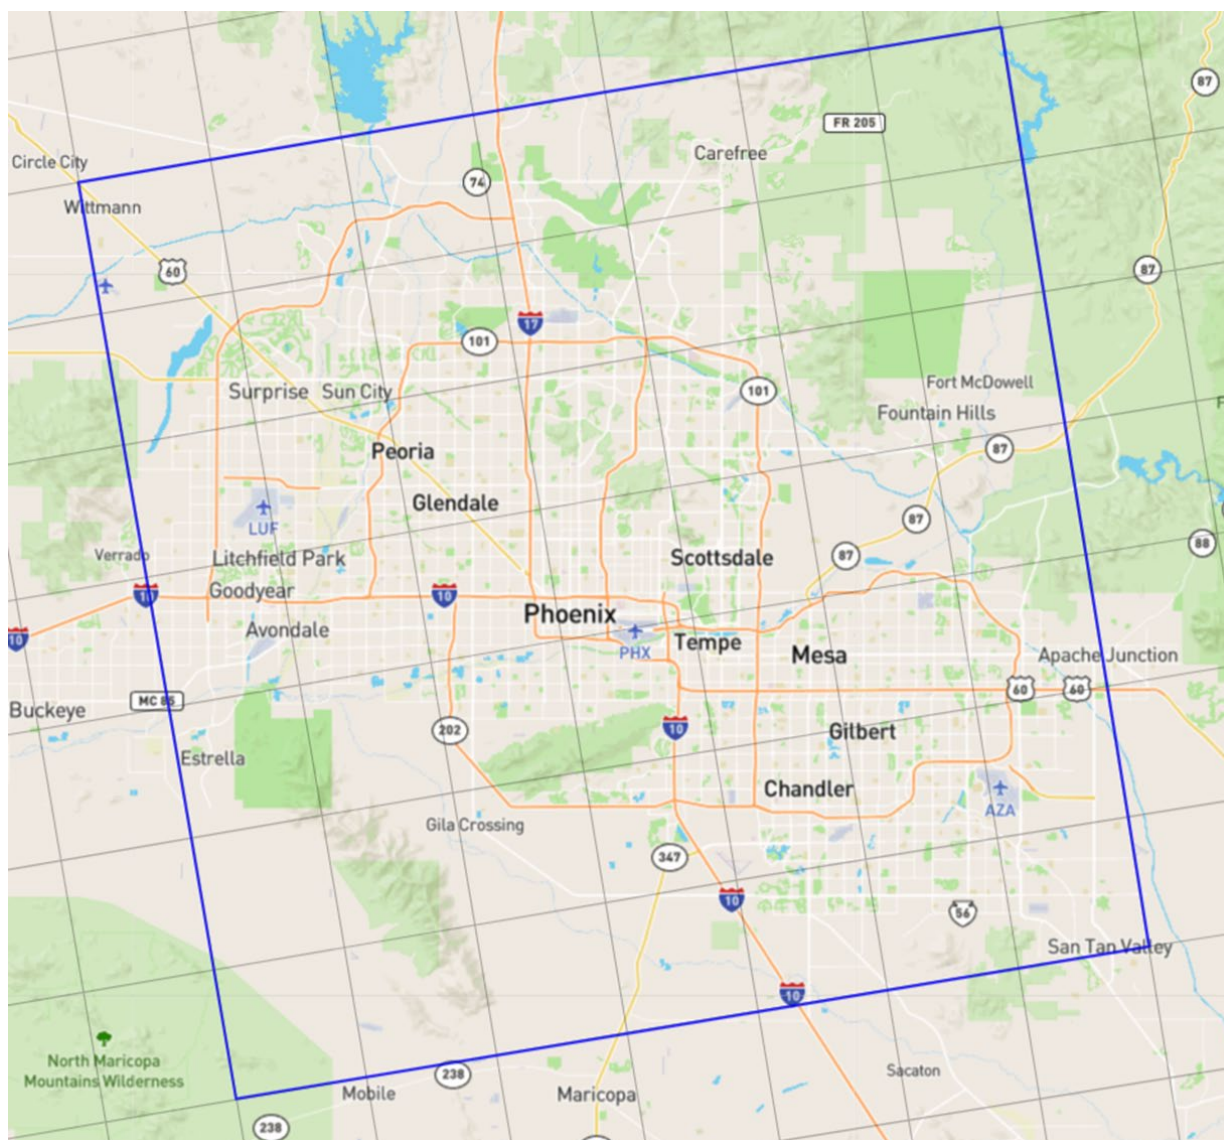 87
FR 205
Circle City
Carefree
74
Wittmann
60
87
17
101
Surprise
Sun City
101
Fort McDowell
Fountain Hills
Peoria
87
Glendale
LUF
87
Verrado
Litchfield Park
Scottsdale
87
88
Goodyear
10
10
Phoenix
Avondale
10
PHX
Tempe
Mesa
Apache Junction
MC 85
60
60
Buckeye
202
10
Gilbert
Estrella
Chandler
AZA
Gila Crossing
347
10
56
San Tan Valley
10
North Maricopa
Mountains Wilderness
238
Mobile
Maricopa
Sacaton
238